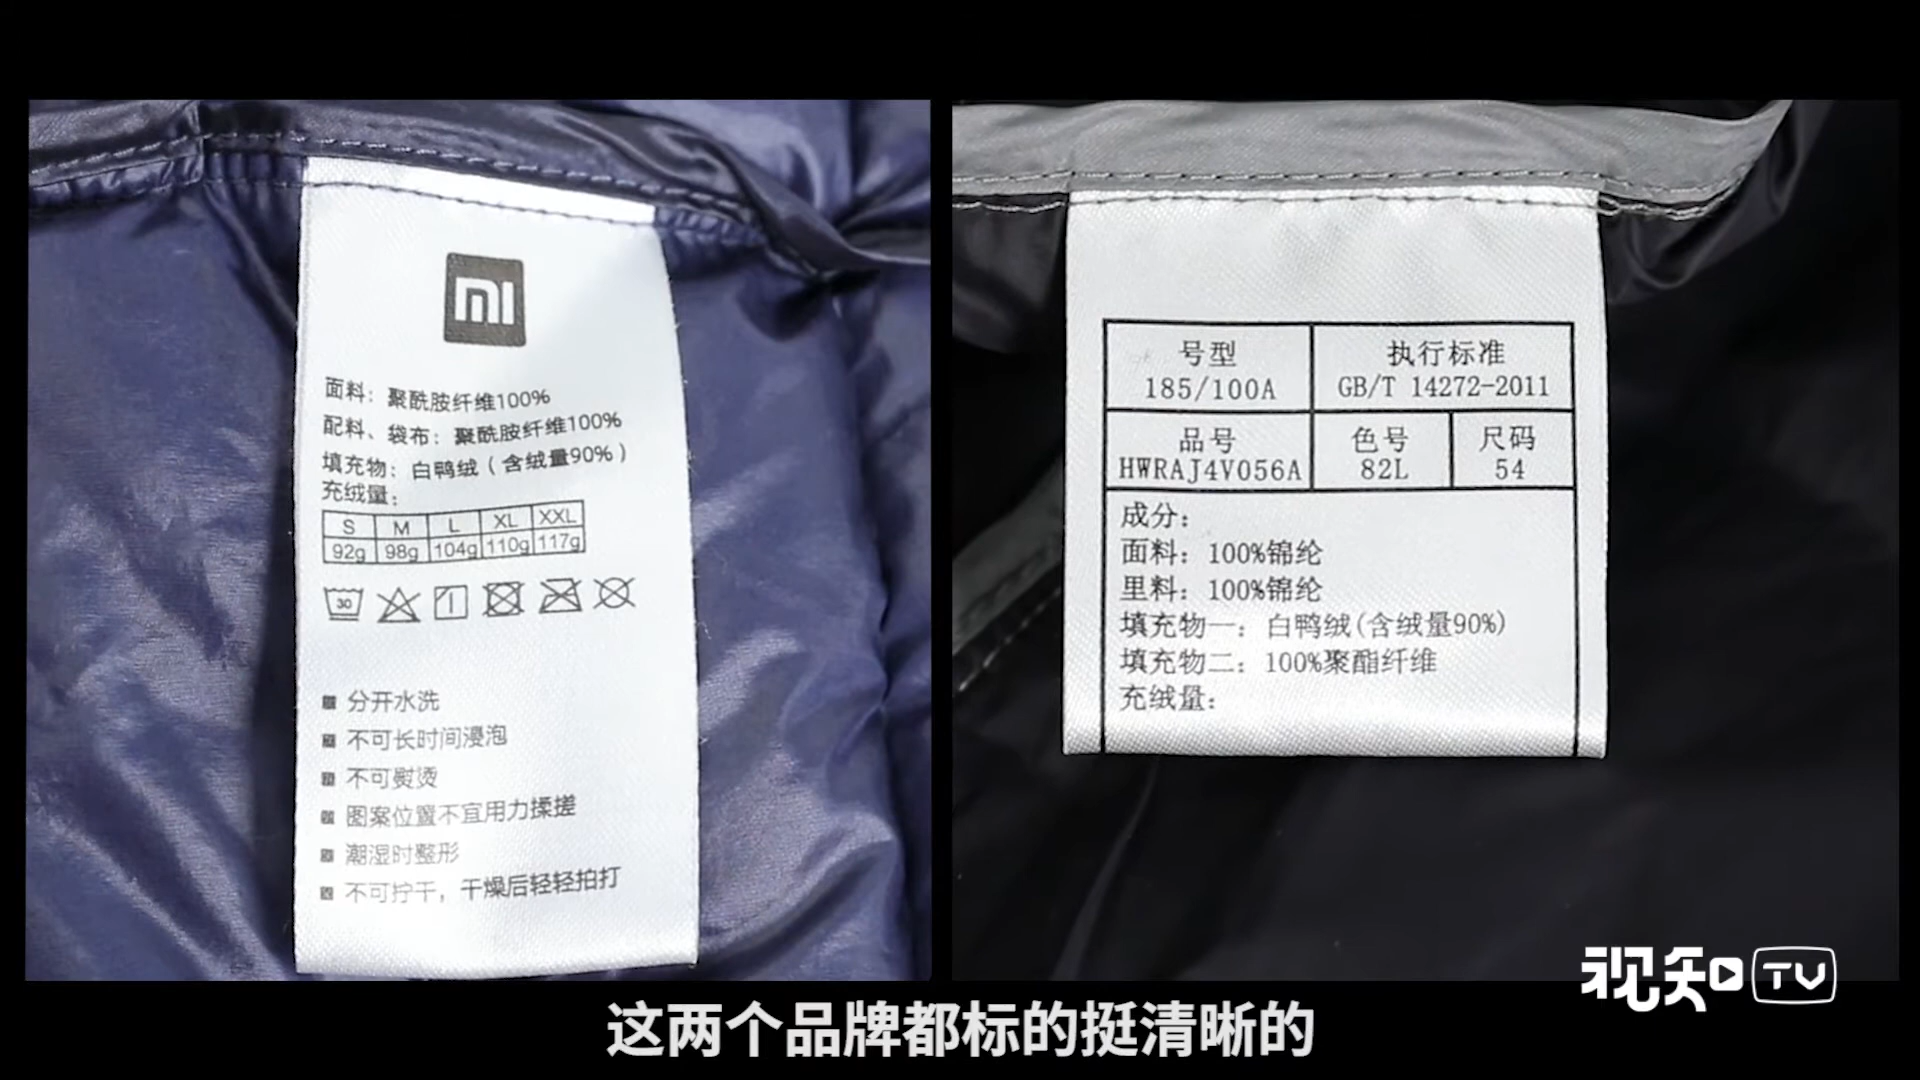 mi
面料：聚酰胺纤维100%
配料、袋布：聚酰胺纤维100%
填充物：白鸭绒（含绒量90%）
充绒量：
S M L XL XXL
92g 98g 104g 110g 117g
30
分开水洗
不可长时间浸泡
不可熨烫
图案位置不宜用力揉搓
潮湿时整形
不可拧干，干燥后轻轻拍打
号型 执行标准
185/100A GB/T 14272-2011
品号 色号 尺码
HWRAJ4V056A 82L 54
成分：
面料：100%锦纶
里料：100%锦纶
填充物一：白鸭绒(含绒量90%)
填充物二：100%聚酯纤维
充绒量：
视知TV
这两个品牌都标的挺清晰的